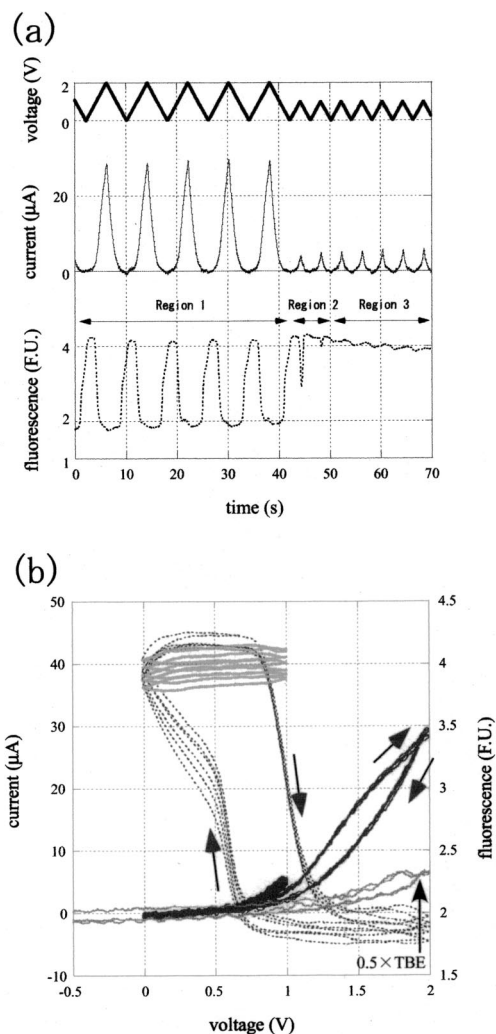 (a)
voltage (V)
2
0
current (μA)
20
0
Region 1
Region 2
Region 3
fluorescence (F.U.)
4
2
1
0 10 20 30 40 50 60 70
time (s)
(b)
50
40
30
20
10
0
-10
current (μA)
4.5
4
3.5
3
2.5
2
1.5
fluorescence (F.U.)
0.5×TBE
-0.5 0 0.5 1 1.5 2
voltage (V)